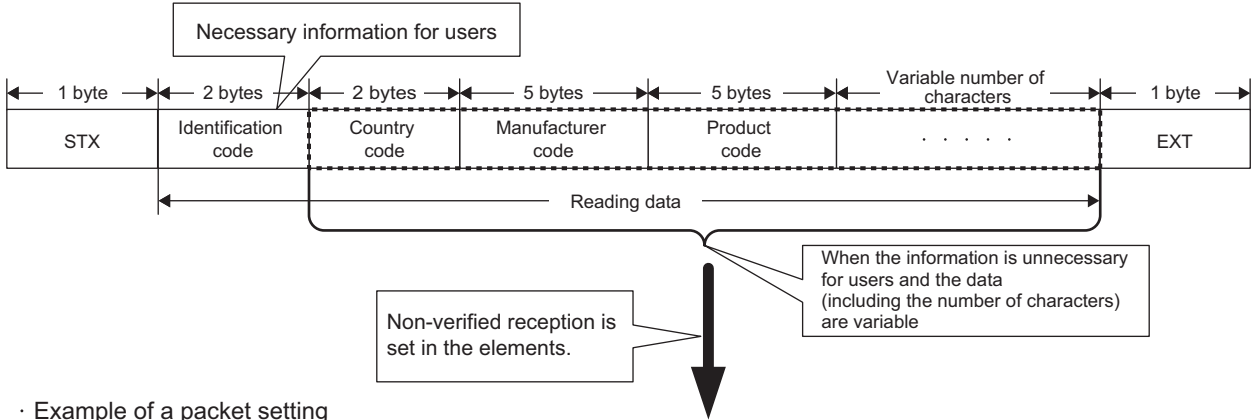 Necessary information for users
1 byte 2 bytes 2 bytes 5 bytes 5 bytes Variable number of characters 1 byte
STX Identification code Country code Manufacturer code Product code · · · · · EXT
Reading data
When the information is unnecessary
for users and the data
(including the number of characters)
are variable
Non-verified reception is
set in the elements.
· Example of a packet setting